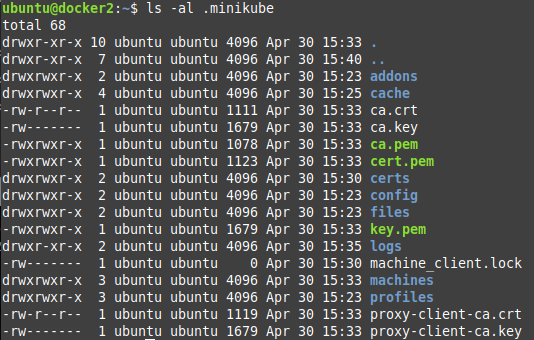 ubuntu@docker2:~$ ls -al .minikube
total 68
drwxr-xr-x 10 ubuntu ubuntu 4096 Apr 30 15:33 .
drwxr-xr-x 7 ubuntu ubuntu 4096 Apr 30 15:40 ..
drwxrwxr-x 2 ubuntu ubuntu 4096 Apr 30 15:23 addons
drwxrwxr-x 4 ubuntu ubuntu 4096 Apr 30 15:25 cache
-rw-r--r-- 1 ubuntu ubuntu 1111 Apr 30 15:33 ca.crt
-rw------- 1 ubuntu ubuntu 1679 Apr 30 15:33 ca.key
-rwxrwxr-x 1 ubuntu ubuntu 1078 Apr 30 15:33 ca.pem
-rwxrwxr-x 1 ubuntu ubuntu 1123 Apr 30 15:33 cert.pem
drwxrwxr-x 2 ubuntu ubuntu 4096 Apr 30 15:30 certs
drwxrwxr-x 2 ubuntu ubuntu 4096 Apr 30 15:23 config
drwxrwxr-x 2 ubuntu ubuntu 4096 Apr 30 15:23 files
-rwxrwxr-x 1 ubuntu ubuntu 1679 Apr 30 15:33 key.pem
drwxr-xr-x 2 ubuntu ubuntu 4096 Apr 30 15:35 logs
-rw------- 1 ubuntu ubuntu 0 Apr 30 15:30 machine_client.lock
drwxrwxr-x 3 ubuntu ubuntu 4096 Apr 30 15:33 machines
drwxrwxr-x 3 ubuntu ubuntu 4096 Apr 30 15:23 profiles
-rw-r--r-- 1 ubuntu ubuntu 1119 Apr 30 15:33 proxy-client-ca.crt
-rw------- 1 ubuntu ubuntu 1679 Apr 30 15:33 proxy-client-ca.key